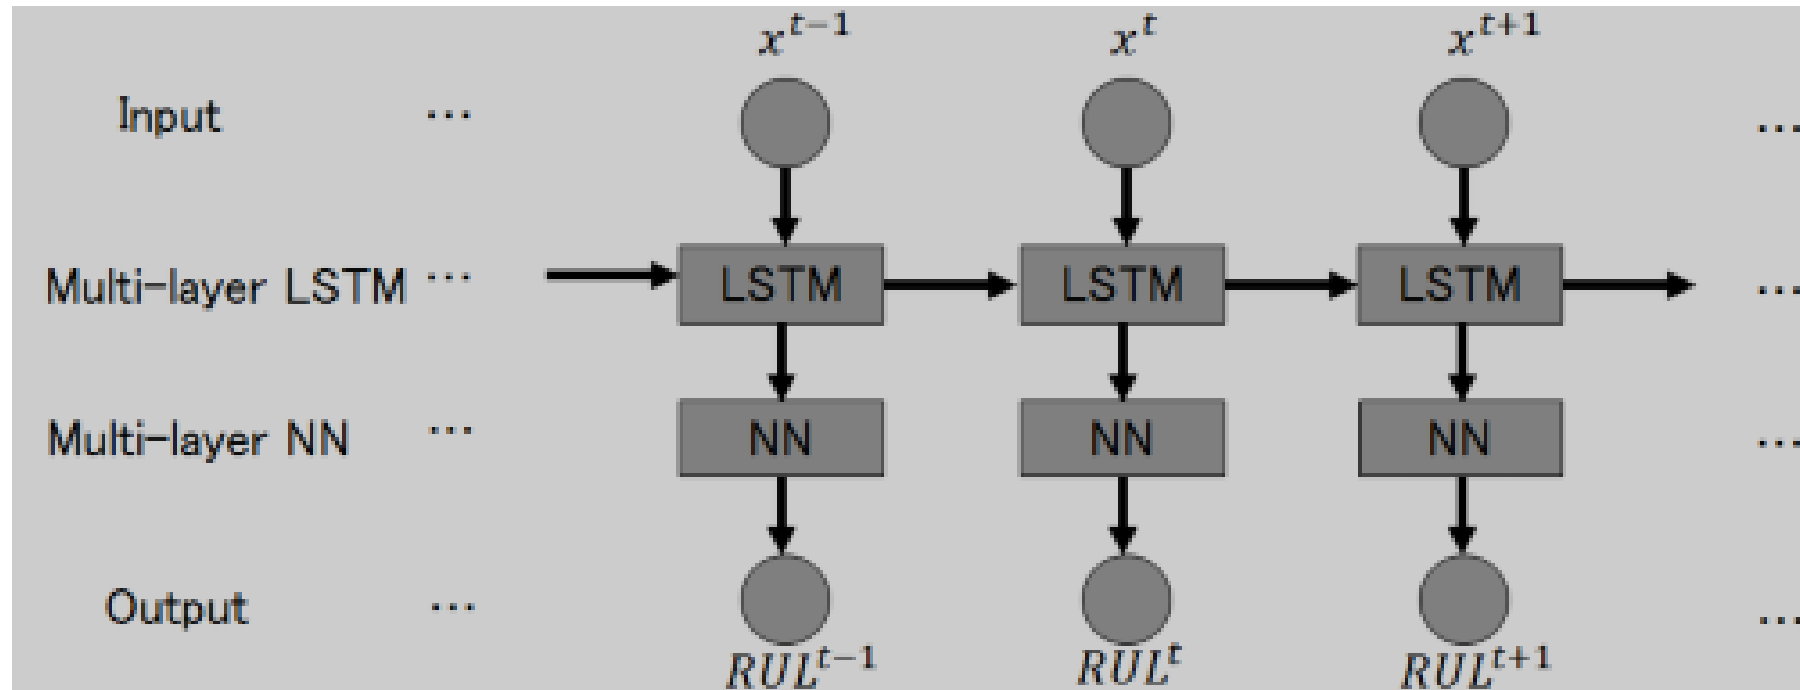 x^{t-1} x^{t} x^{t+1}
Input ... ...
Multi-layer LSTM ... LSTM LSTM LSTM ...
Multi-layer NN ... NN NN NN ...
Output ... ...
RUL^{t-1} RUL^{t} RUL^{t+1}